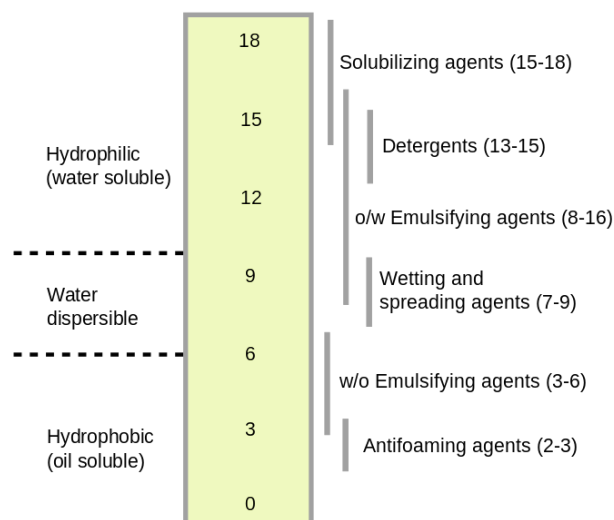 18
Solubilizing agents (15-18)
15
Detergents (13-15)
Hydrophilic
(water soluble)
12
o/w Emulsifying agents (8-16)
9
Wetting and
spreading agents (7-9)
Water
dispersible
6
w/o Emulsifying agents (3-6)
3
Hydrophobic
(oil soluble)
Antifoaming agents (2-3)
0